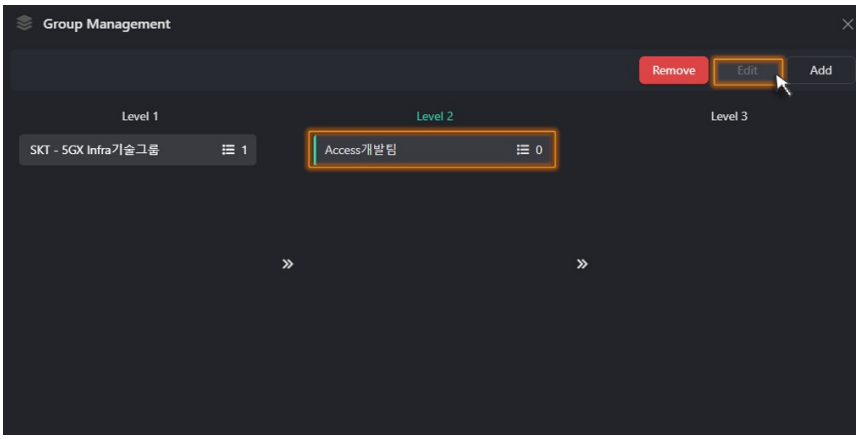 Group Management
Remove Edit Add
Level 1 Level 2 Level 3
SKT - 5GX Infra기술그룹 1 Access개발팀 0